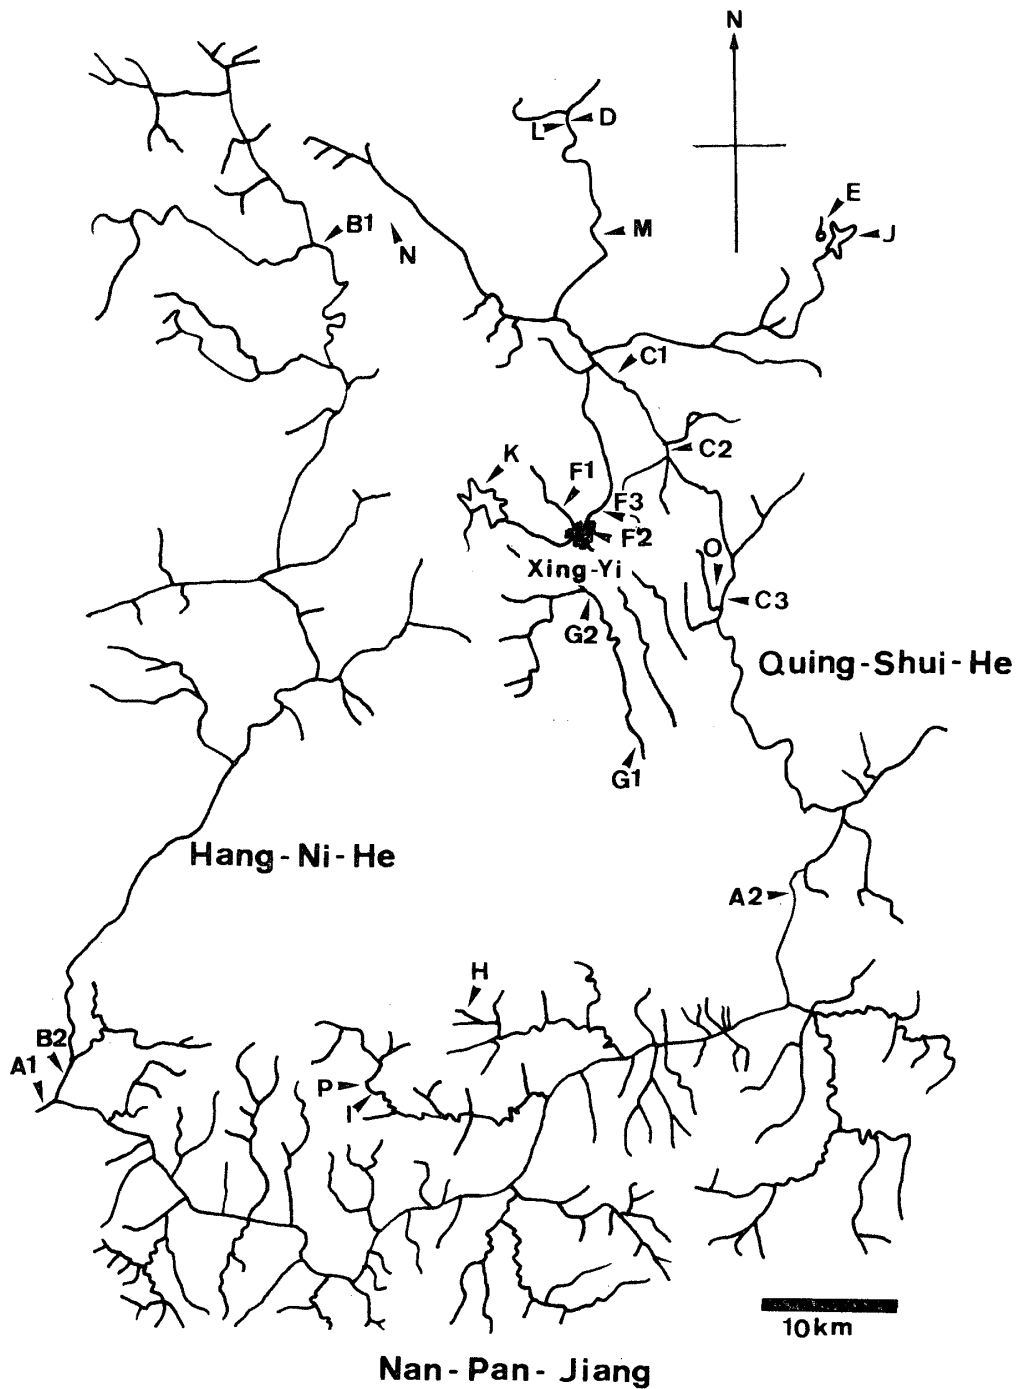 N
D
L
E
B1
M
J
N
C1
C2
K
F1
F3
F2
O
Xing-Yi
C3
G2
Quing-Shui-He
G1
Hang-Ni-He
A2
H
B2
A1
P
I
10km
Nan-Pan-Jiang